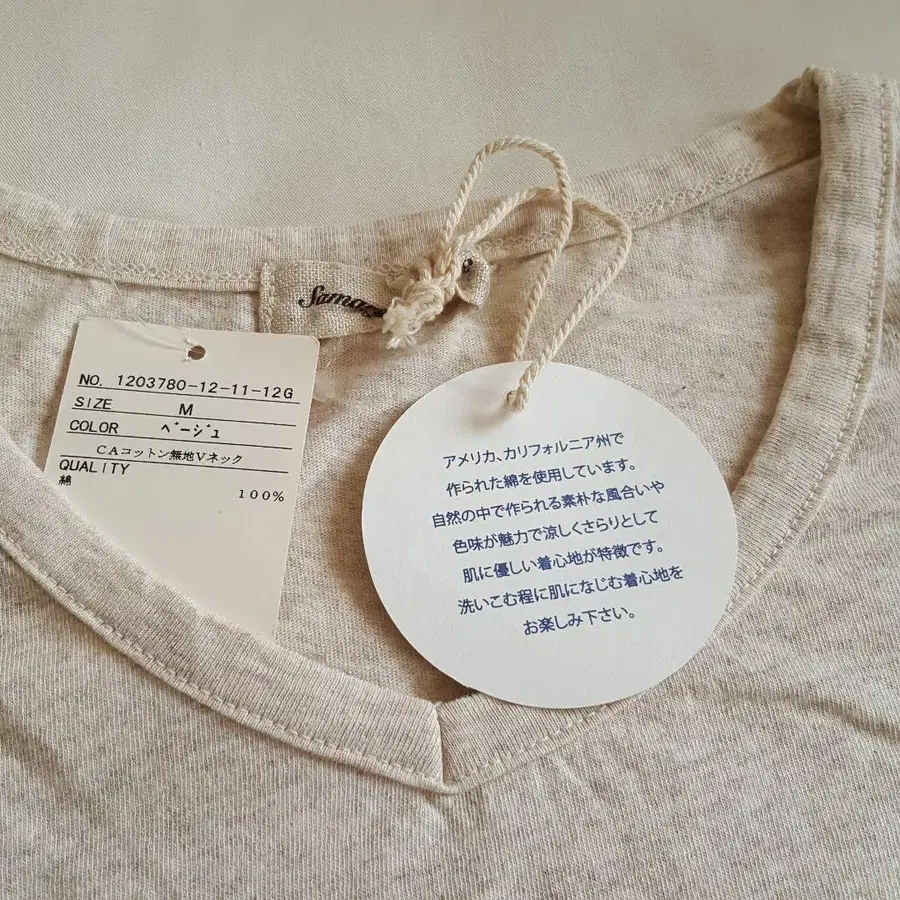 NO. 1203780-12-11-12G
SIZE M
COLOR ベージュ
CAコットン無地Vネック
QUALITY
綿
100%
アメリカ、カリフォルニア州で
作られた綿を使用しています。
自然の中で作られる素朴な風合いや
色味が魅力で涼しくさらりとして
肌に優しい着心地が特徴です。
洗いこむ程に肌になじむ着心地を
お楽しみ下さい。